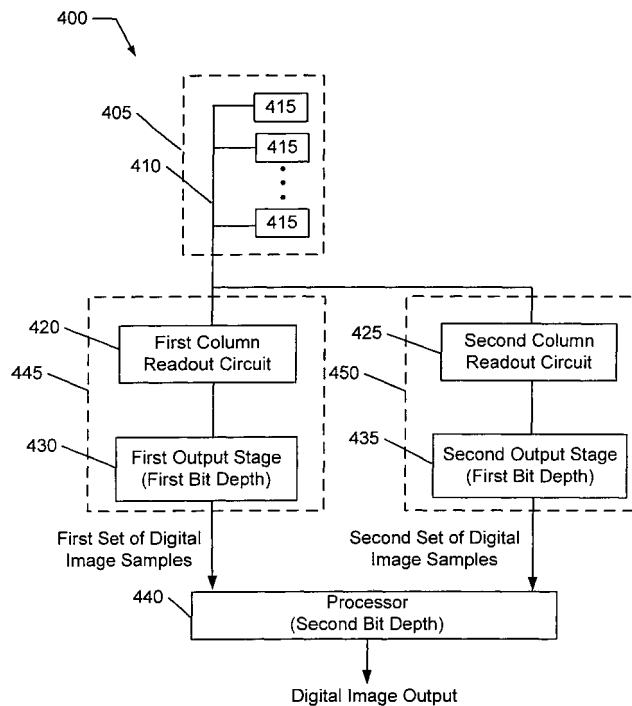 400
405
415
415
410
415
420
First Column
Readout Circuit
425
Second Column
Readout Circuit
445
450
430
First Output Stage
(First Bit Depth)
435
Second Output Stage
(First Bit Depth)
First Set of Digital
Image Samples
Second Set of Digital
Image Samples
440
Processor
(Second Bit Depth)
Digital Image Output